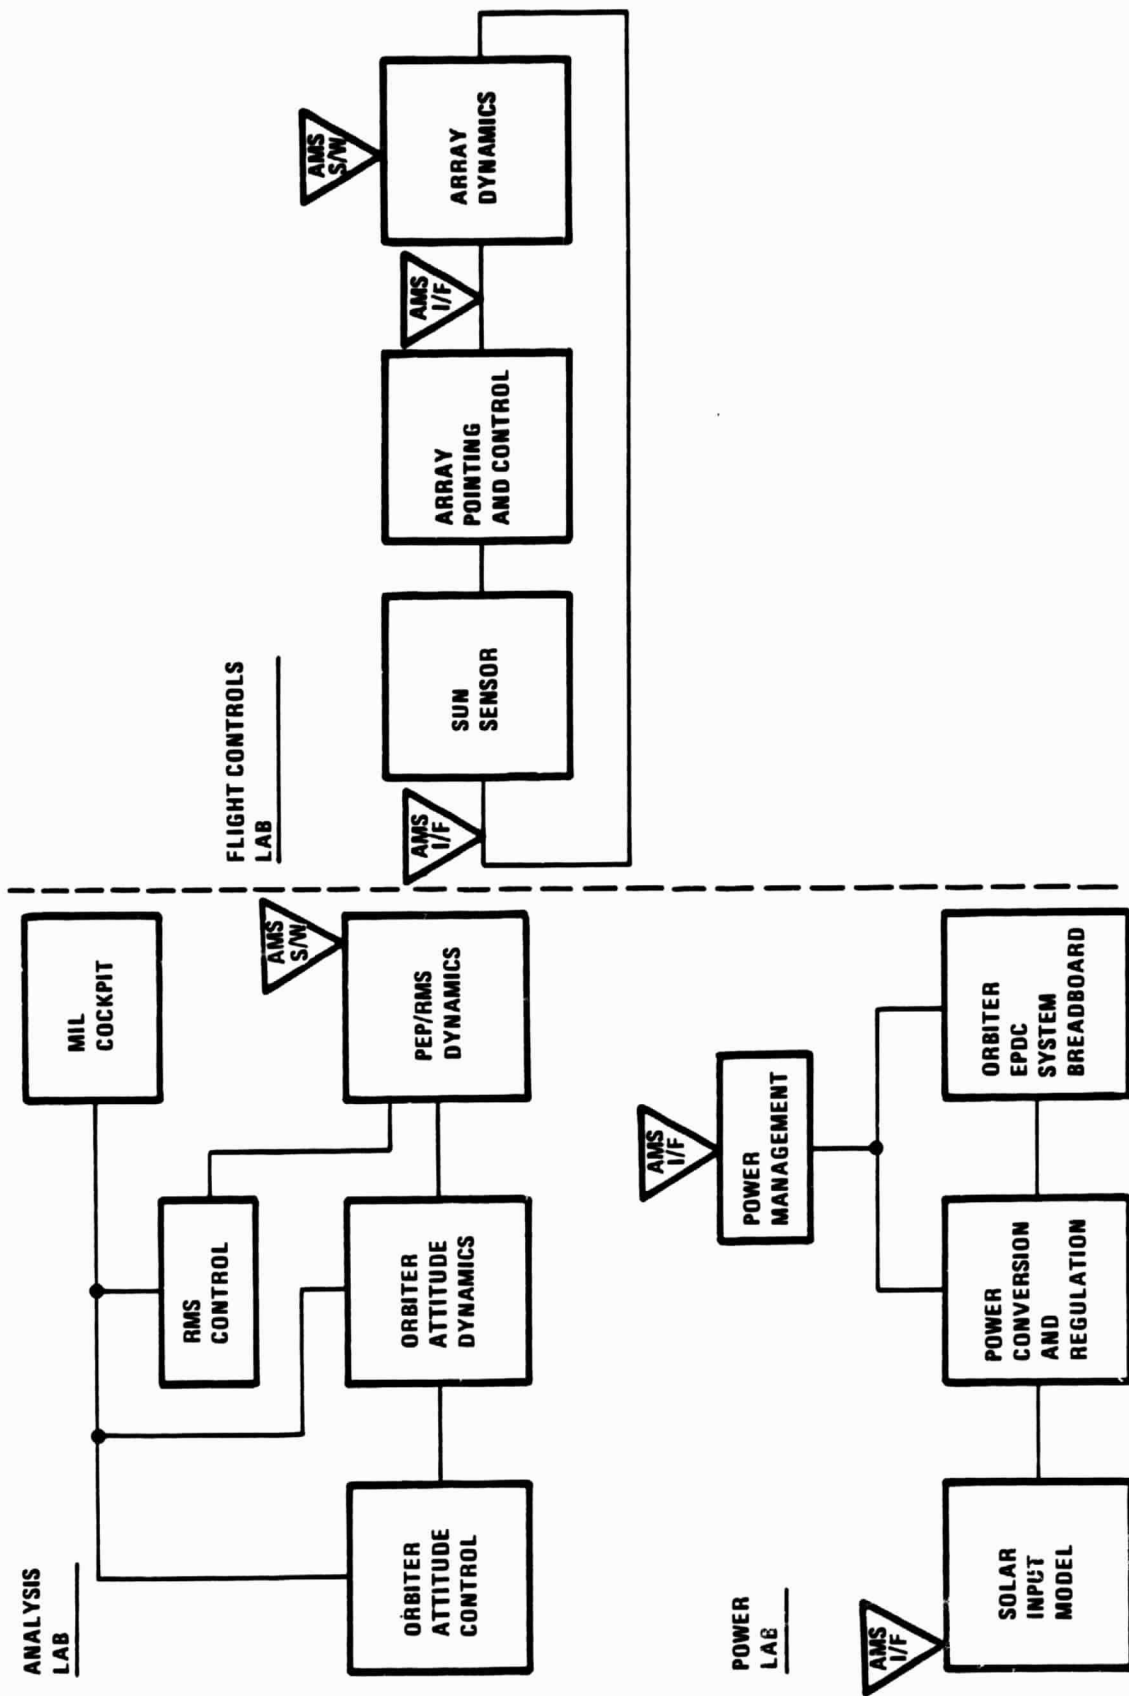 ANALYSIS
LAB
MIL
COCKPIT
RMS
CONTROL
AMS
S/W
ORBITER
ATTITUDE
CONTROL
ORBITER
ATTITUDE
DYNAMICS
PEP/RMS
DYNAMICS
POWER
LAB
AMS
I/F
POWER
MANAGEMENT
AMS
I/F
SOLAR
INPUT
MODEL
POWER
CONVERSION
AND
REGULATION
ORBITER
EPDC
SYSTEM
BREADBOARD
FLIGHT CONTROLS
LAB
AMS
I/F
SUN
SENSOR
ARRAY
POINTING
AND CONTROL
AMS
I/F
AMS
S/W
ARRAY
DYNAMICS